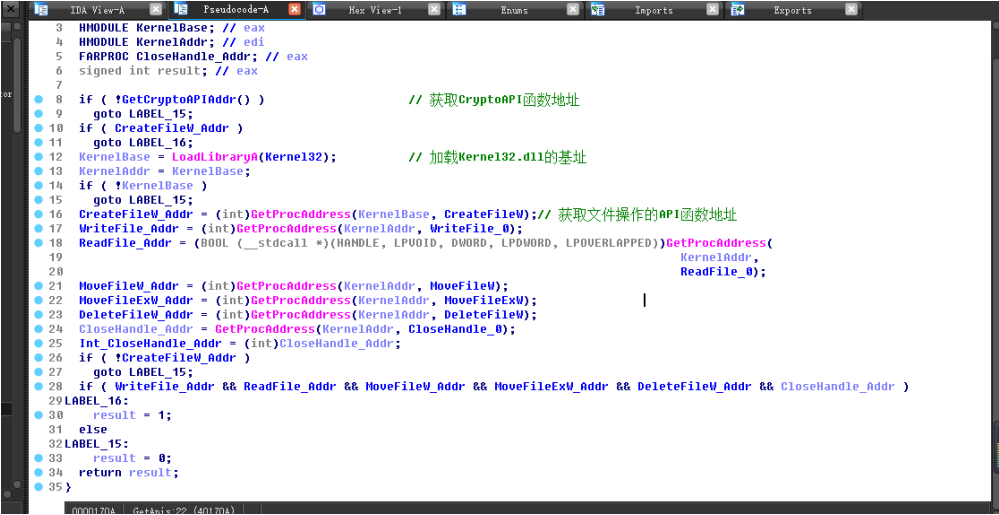 IDA View-A Pseudocode-A Hex View-1 Enums Imports Exports
3 HMODULE KernelBase; // eax
4 HMODULE KernelAddr; // edi
tor 5 FARPROC CloseHandle_Addr; // eax
6 signed int result; // eax
7
8 if ( !GetCryptoAPIAddr() ) // 获取CryptoAPI函数地址
9 goto LABEL_15;
10 if ( CreateFileW_Addr )
11 goto LABEL_16;
12 KernelBase = LoadLibraryA(Kernel32); // 加载Kernel32.dll的基址
13 KernelAddr = KernelBase;
14 if ( !KernelBase )
15 goto LABEL_15;
16 CreateFileW_Addr = (int)GetProcAddress(KernelBase, CreateFileW);// 获取文件操作的API函数地址
17 WriteFile_Addr = (int)GetProcAddress(KernelAddr, WriteFile_0);
18 ReadFile_Addr = (BOOL (__stdcall *)(HANDLE, LPVOID, DWORD, LPDWORD, LPOVERLAPPED))GetProcAddress(
19 KernelAddr,
20 ReadFile_0);
21 MoveFileW_Addr = (int)GetProcAddress(KernelAddr, MoveFileW);
22 MoveFileExW_Addr = (int)GetProcAddress(KernelAddr, MoveFileExW);
23 DeleteFileW_Addr = (int)GetProcAddress(KernelAddr, DeleteFileW);
24 CloseHandle_Addr = GetProcAddress(KernelAddr, CloseHandle_0);
25 Int_CloseHandle_Addr = (int)CloseHandle_Addr;
26 if ( !CreateFileW_Addr )
27 goto LABEL_15;
28 if ( WriteFile_Addr && ReadFile_Addr && MoveFileW_Addr && MoveFileExW_Addr && DeleteFileW_Addr && CloseHandle_Addr )
29 LABEL_16:
30 result = 1;
31 else
32 LABEL_15:
33 result = 0;
34 return result;
35 }
0000170A GetApis:22 (40170A)